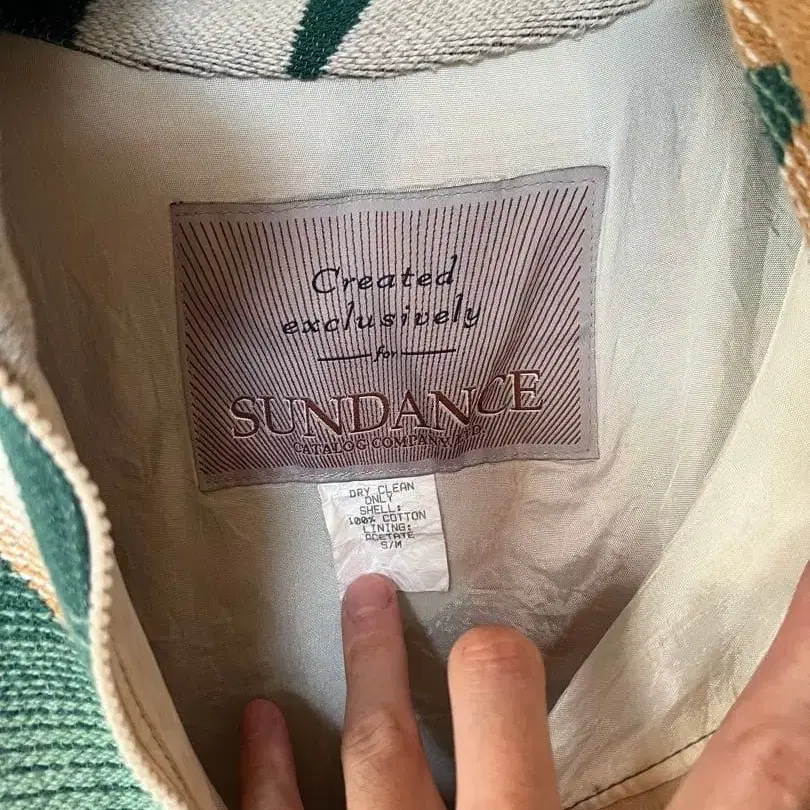 Created
exclusively
for
SUNDANCE
CATALOG COMPANY, LTD.
DRY CLEAN
ONLY
SHELL:
100% COTTON
LINING:
ACETATE
S/M